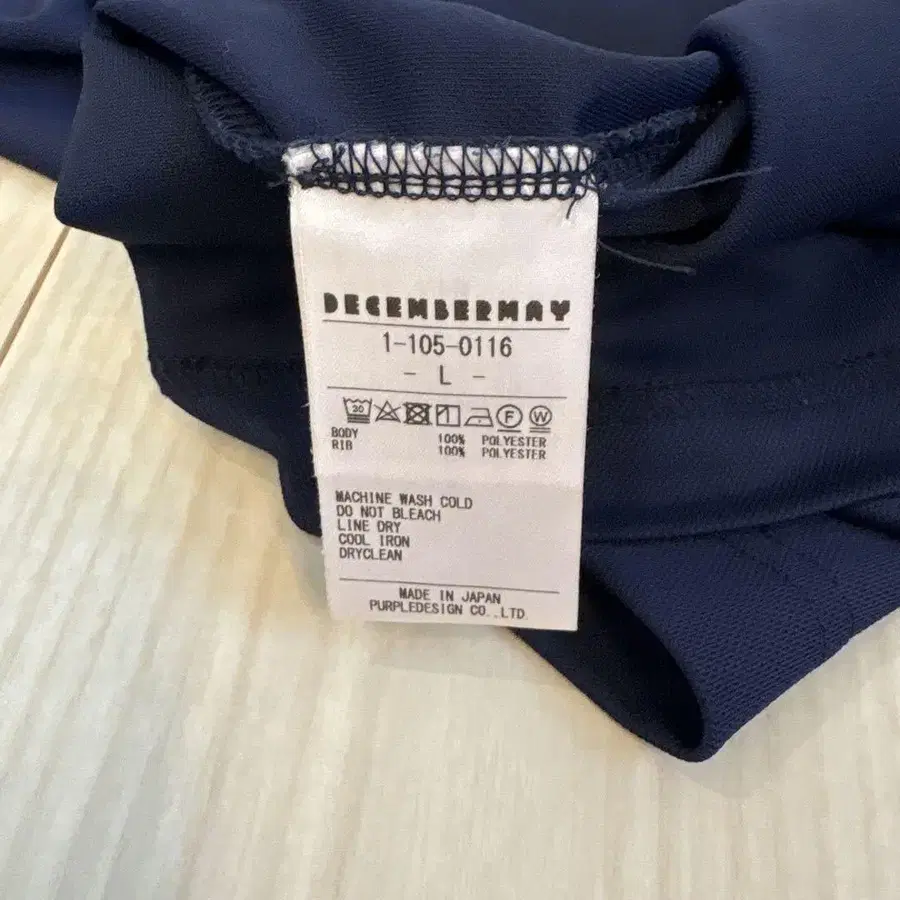 DECEMBERMAY
1-105-0116
- L -
30 F W
BODY 100% POLYESTER
RIB 100% POLYESTER
MACHINE WASH COLD
DO NOT BLEACH
LINE DRY
COOL IRON
DRYCLEAN
MADE IN JAPAN
PURPLEDESIGN CO.,LTD.